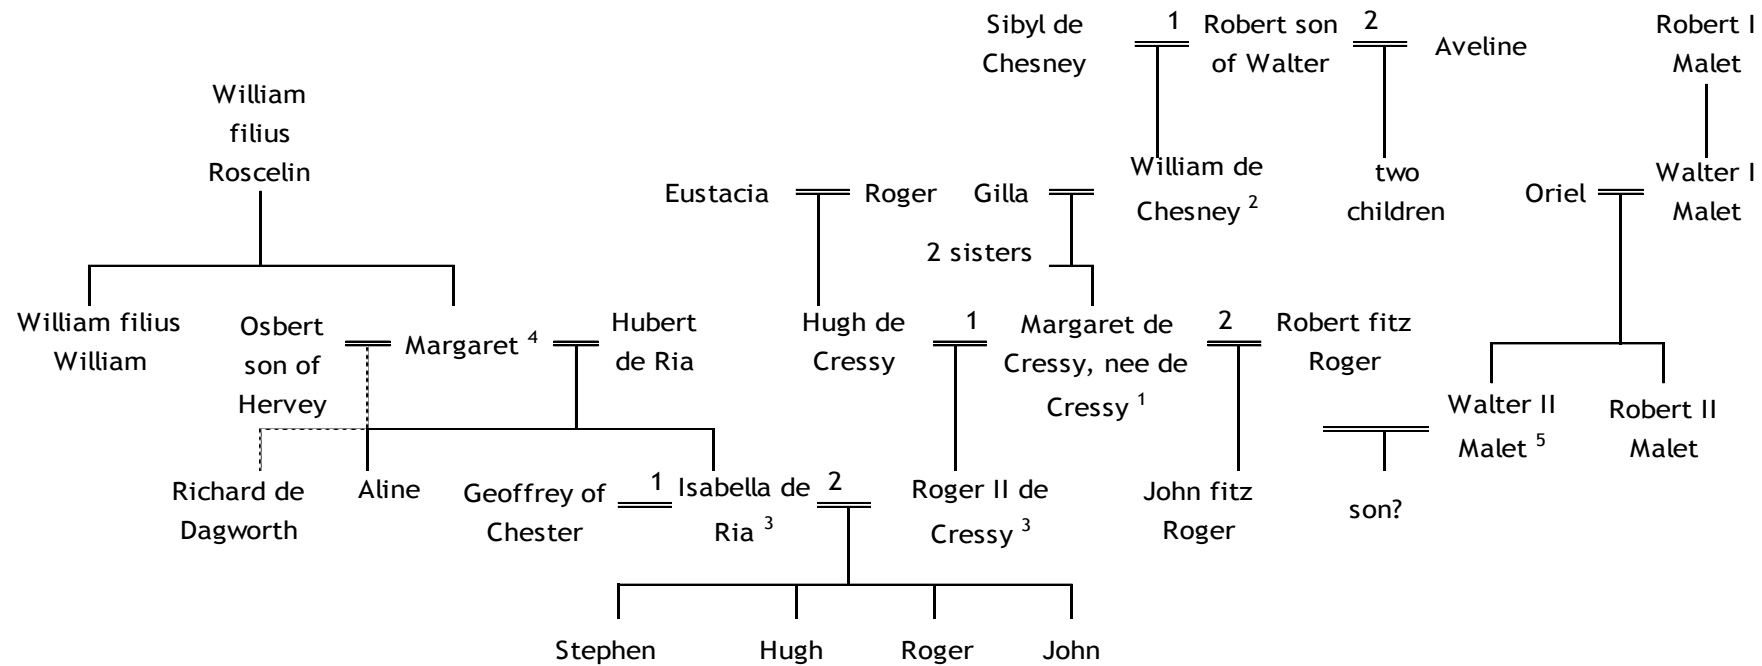 Sibyl de
Chesney
1
Robert son
of Walter
2
Aveline
Robert I
Malet
William
filius
Roscelin
Eustacia
Roger
Gilla
William de
Chesney 2
two
children
Oriel
Walter I
Malet
2 sisters
William filius
William
Osbert
son of
Hervey
Margaret 4
Hubert
de Ria
Hugh de
Cressy
1
Margaret de
Cressy, nee de
Cressy 1
2
Robert fitz
Roger
Walter II
Malet 5
Robert II
Malet
Richard de
Dagworth
Aline
Geoffrey of
Chester
1
Isabella de
Ria 3
2
Roger II de
Cressy 3
John fitz
Roger
son?
Stephen
Hugh
Roger
John